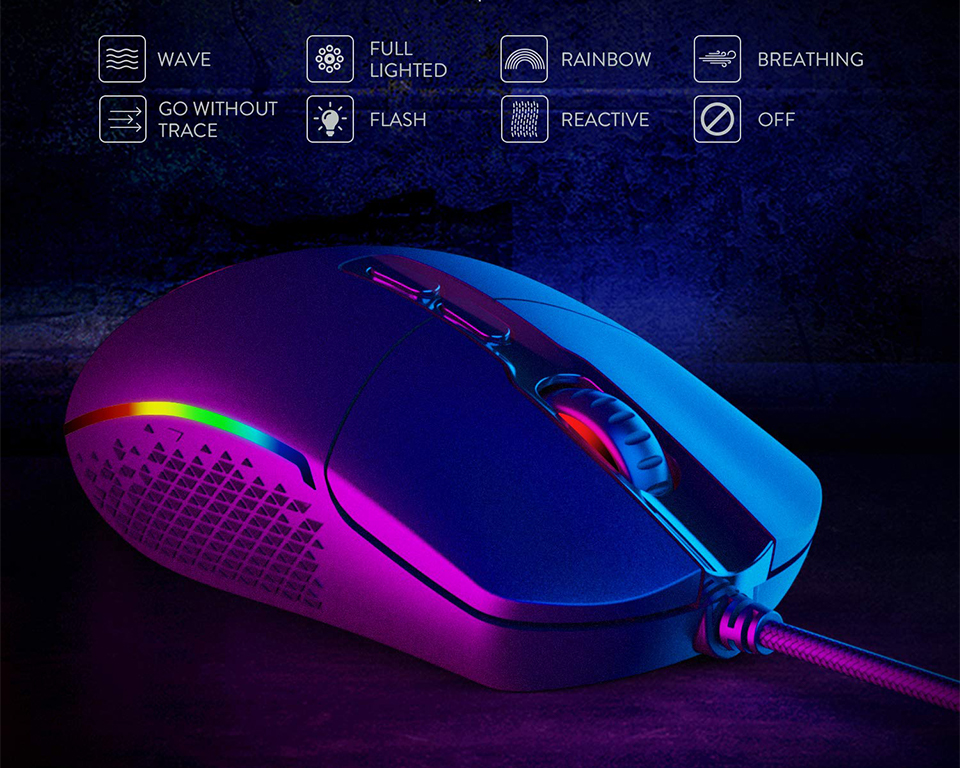 WAVE
FULL
LIGHTED
RAINBOW
BREATHING
GO WITHOUT
TRACE
FLASH
REACTIVE
OFF